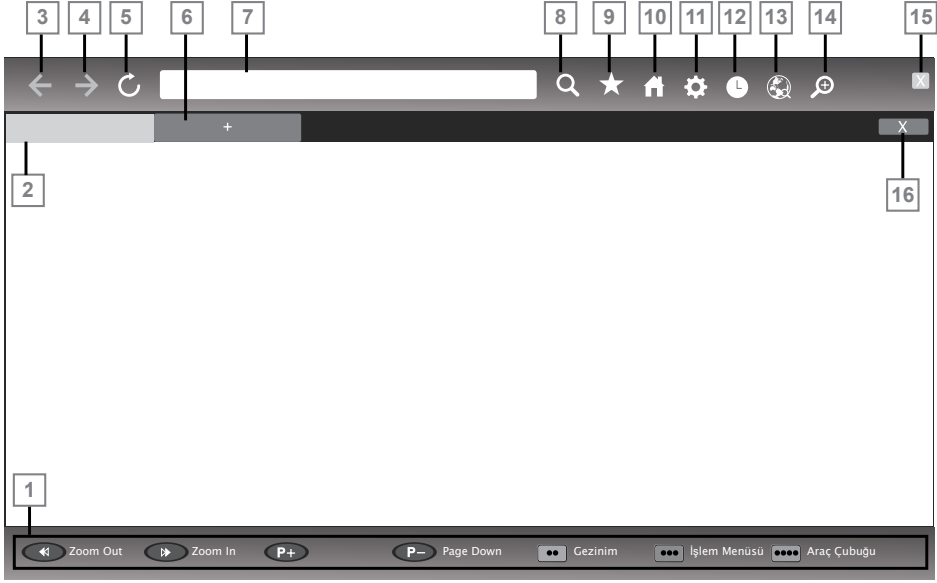 3 4 5 6 7 8 9 10 11 12 13 14 15
X
+ X
2 16
1
Zoom Out Zoom In P+ P− Page Down Gezinim İşlem Menüsü Araç Çubuğu